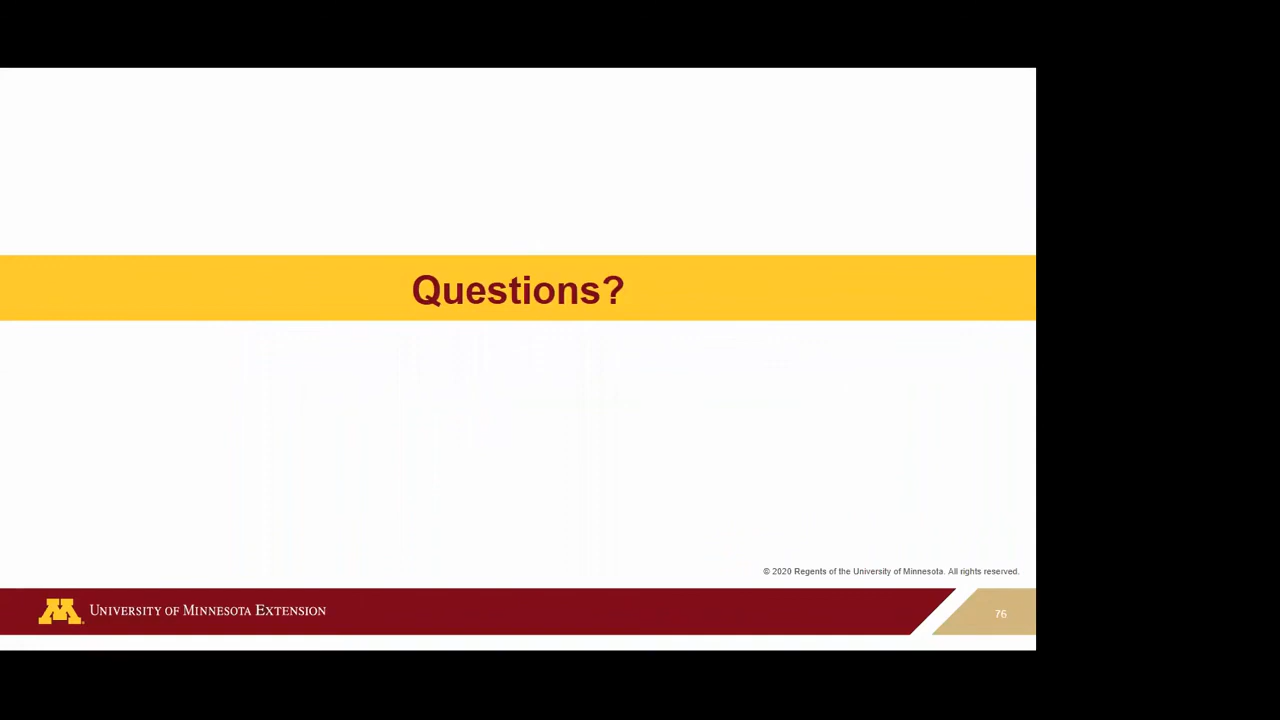 Questions?
© 2020 Regents of the University of Minnesota. All rights reserved.
M
University of Minnesota Extension
76